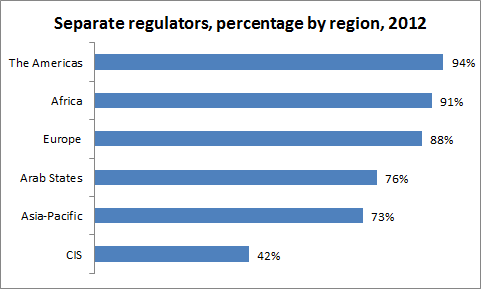 Separate regulators, percentage by region, 2012
The Americas 94%
Africa 91%
Europe 88%
Arab States 76%
Asia-Pacific 73%
CIS 42%